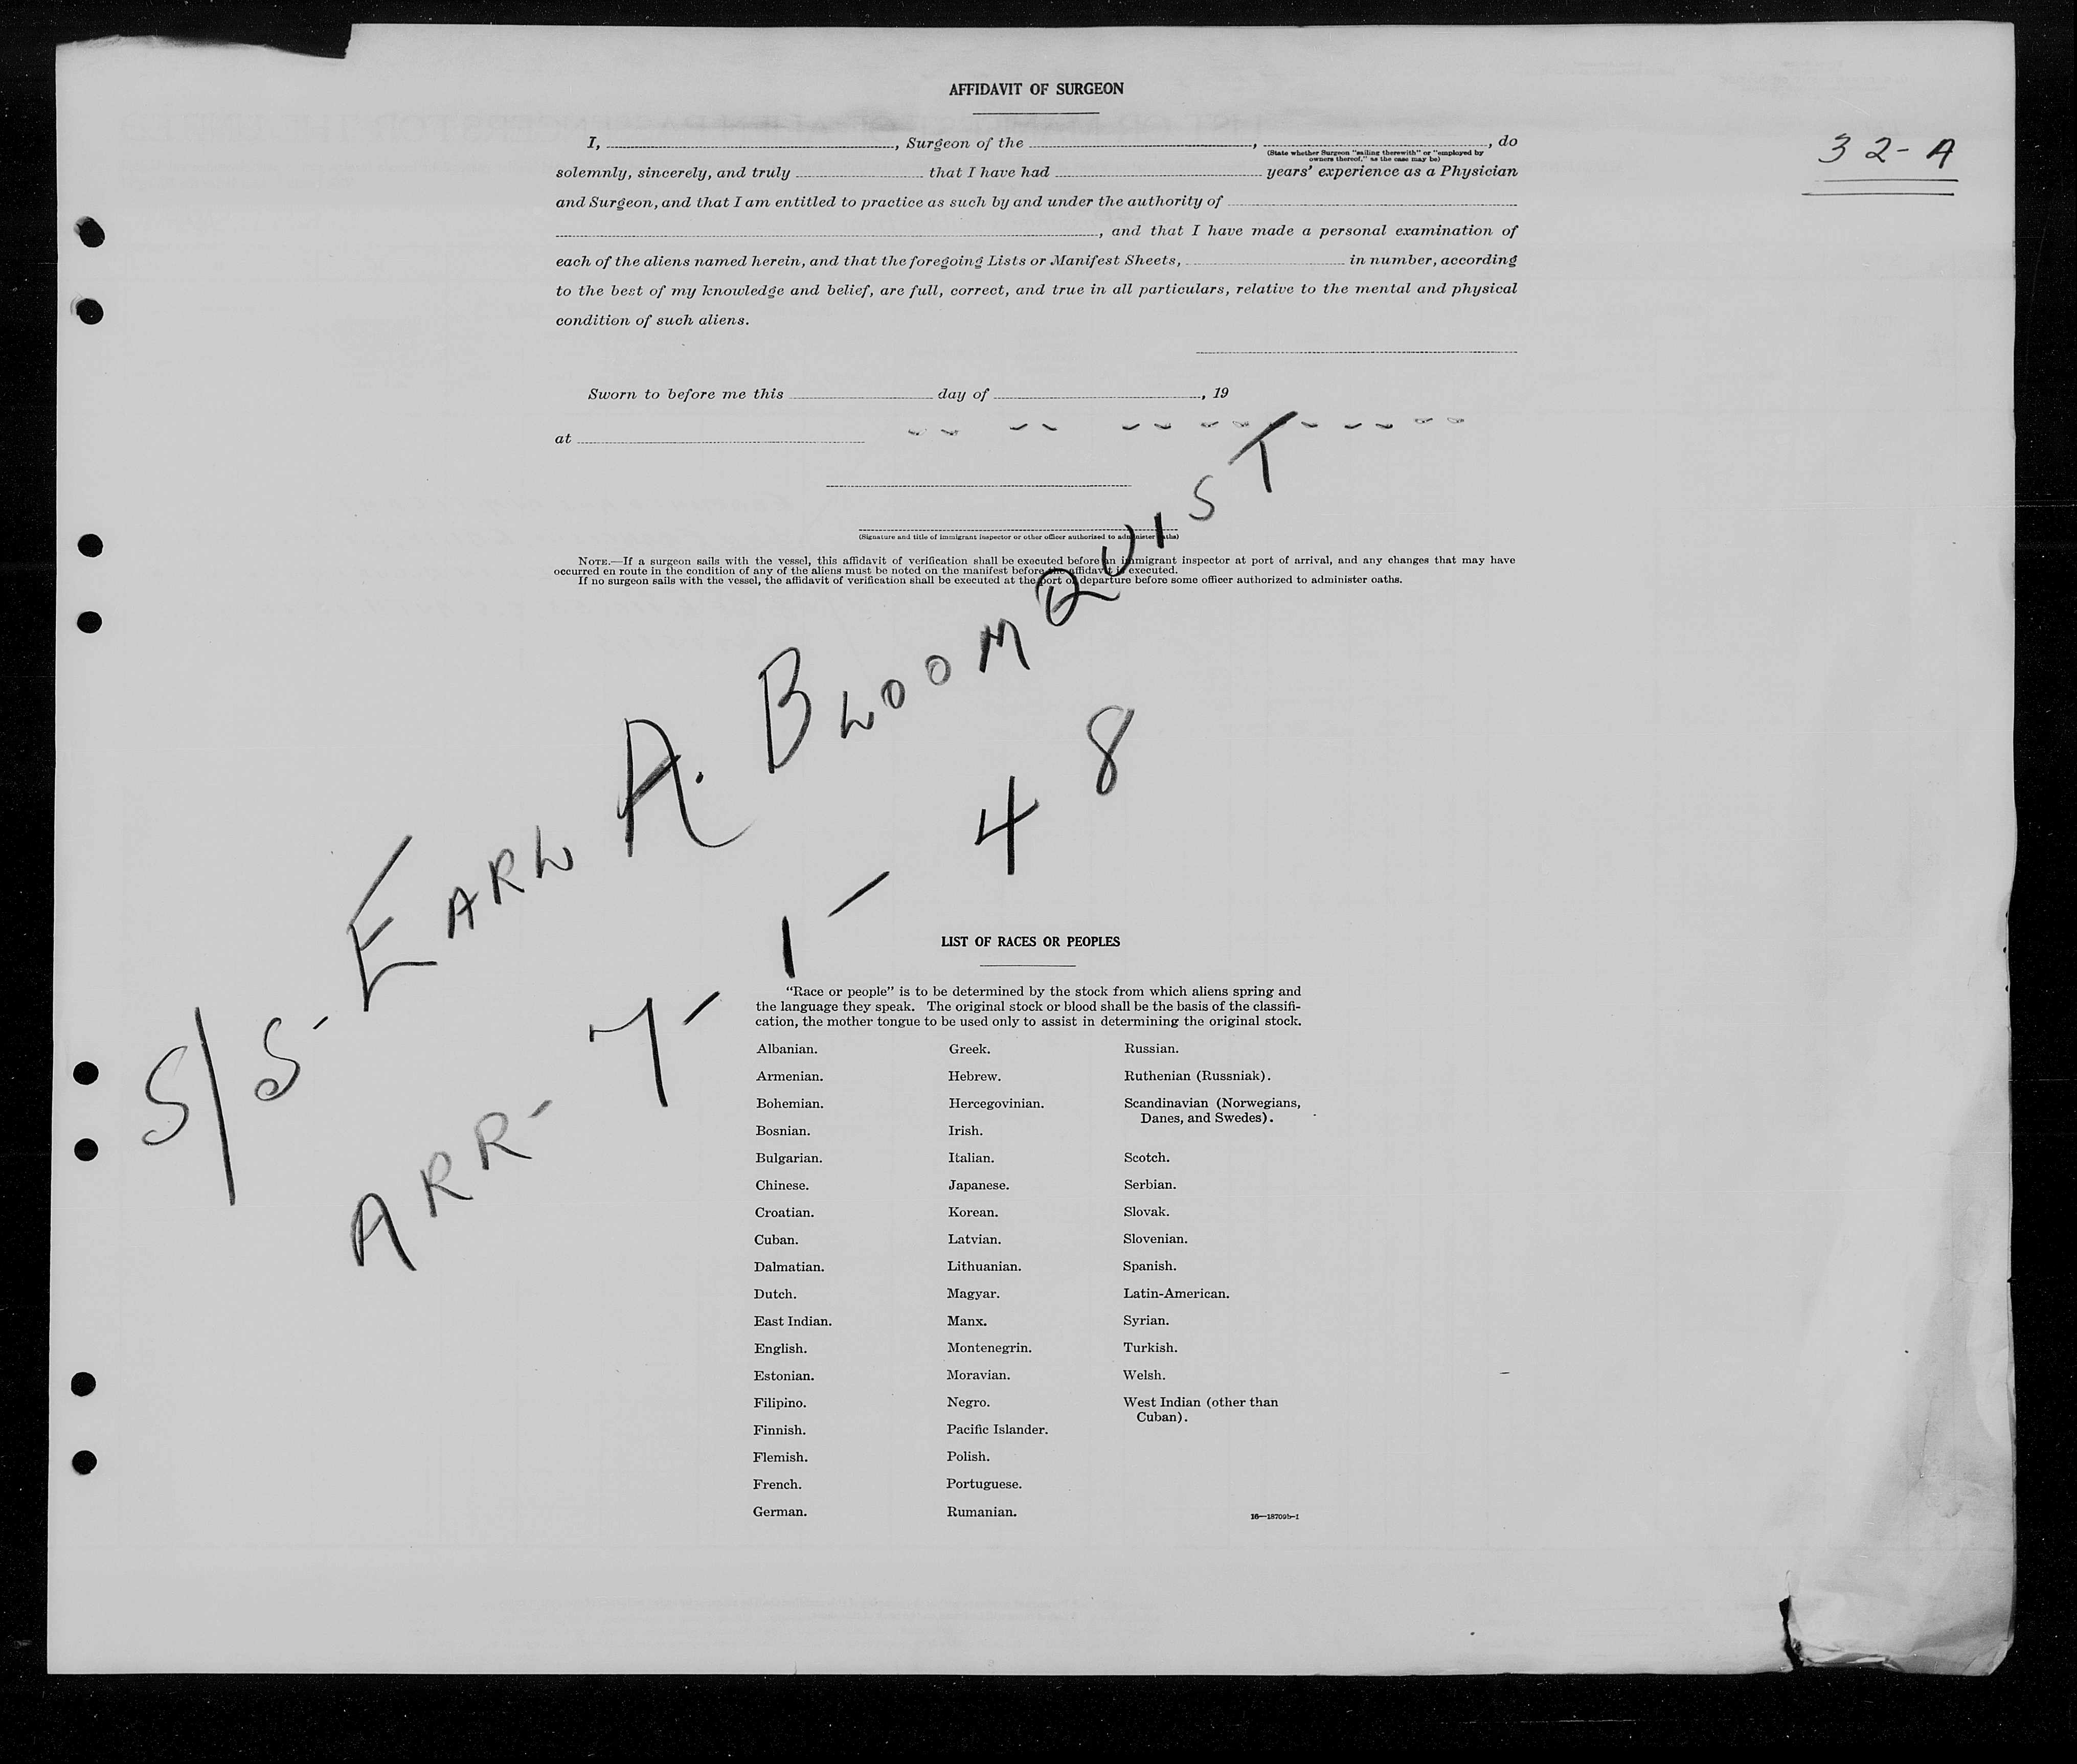 AFFIDAVIT OF SURGEON
32-A
I, , Surgeon of the , , do
(State whether Surgeon "sailing therewith" or "employed by
owners thereof," as the case may be)
solemnly, sincerely, and truly that I have had years' experience as a Physician
and Surgeon, and that I am entitled to practice as such by and under the authority of
, and that I have made a personal examination of
each of the aliens named herein, and that the foregoing Lists or Manifest Sheets, in number, according
to the best of my knowledge and belief, are full, correct, and true in all particulars, relative to the mental and physical
condition of such aliens.
Sworn to before me this day of , 19
at
(Signature and title of immigrant inspector or other officer authorized to administer oaths)
NOTE.—If a surgeon sails with the vessel, this affidavit of verification shall be executed before an immigrant inspector at port of arrival, and any changes that may have
occurred en route in the condition of any of the aliens must be noted on the manifest before the affidavit is executed.
If no surgeon sails with the vessel, the affidavit of verification shall be executed at the port of departure before some officer authorized to administer oaths.
S/S- EARL A. BLOOMQUIST
ARR- 7-1-48
LIST OF RACES OR PEOPLES
"Race or people" is to be determined by the stock from which aliens spring and
the language they speak. The original stock or blood shall be the basis of the classifi-
cation, the mother tongue to be used only to assist in determining the original stock.
Albanian.
Armenian.
Bohemian.
Bosnian.
Bulgarian.
Chinese.
Croatian.
Cuban.
Dalmatian.
Dutch.
East Indian.
English.
Estonian.
Filipino.
Finnish.
Flemish.
French.
German.
Greek.
Hebrew.
Hercegovinian.
Irish.
Italian.
Japanese.
Korean.
Latvian.
Lithuanian.
Magyar.
Manx.
Montenegrin.
Moravian.
Negro.
Pacific Islander.
Polish.
Portuguese.
Rumanian.
Russian.
Ruthenian (Russniak).
Scandinavian (Norwegians,
Danes, and Swedes).
Scotch.
Serbian.
Slovak.
Slovenian.
Spanish.
Latin-American.
Syrian.
Turkish.
Welsh.
West Indian (other than
Cuban).
16—18709b-1